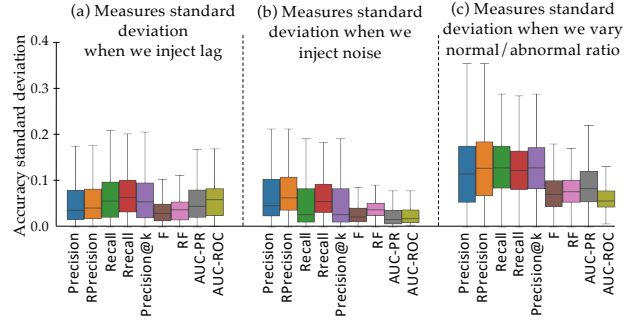 (a) Measures standard
deviation
when we inject lag
(b) Measures standard
deviation when we
inject noise
(c) Measures standard
deviation when we vary
normal/abnormal ratio
Accuracy standard deviation
0.4
0.3
0.2
0.1
0.0
Precision
RPrecision
Recall
Rrecall
Precision@k
F
RF
AUC-PR
AUC-ROC
Precision
RPrecision
Recall
Rrecall
Precision@k
F
RF
AUC-PR
AUC-ROC
Precision
RPrecision
Recall
Rrecall
Precision@k
F
RF
AUC-PR
AUC-ROC